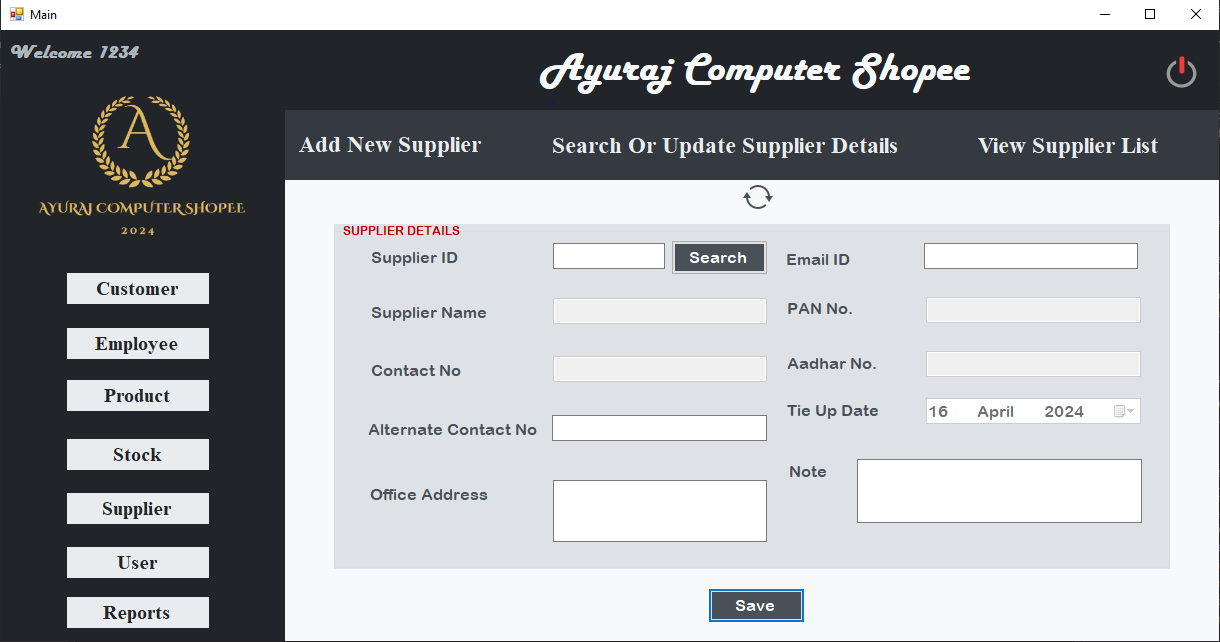 Main
Welcome 1234
Ayuraj Computer Shopee
A
AYURAJ COMPUTER SHOPEE
2024
Customer
Employee
Product
Stock
Supplier
User
Reports
Add New Supplier Search Or Update Supplier Details View Supplier List
SUPPLIER DETAILS
Supplier ID Search Email ID
Supplier Name PAN No.
Contact No Aadhar No.
Tie Up Date 16 April 2024
Alternate Contact No
Note
Office Address
Save